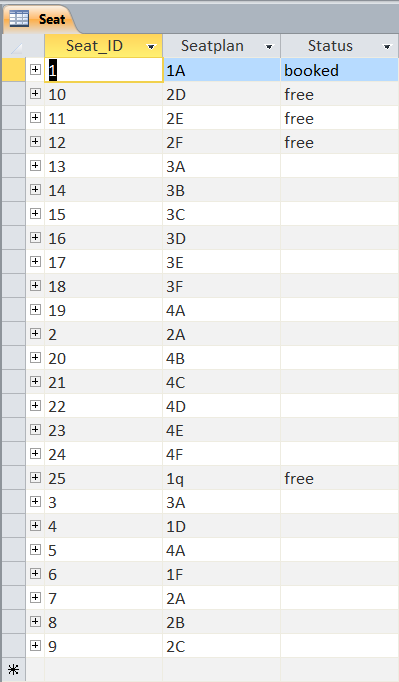 Seat
Seat_ID Seatplan Status
1 1A booked
10 2D free
11 2E free
12 2F free
13 3A
14 3B
15 3C
16 3D
17 3E
18 3F
19 4A
2 2A
20 4B
21 4C
22 4D
23 4E
24 4F
25 1q free
3 3A
4 1D
5 4A
6 1F
7 2A
8 2B
9 2C